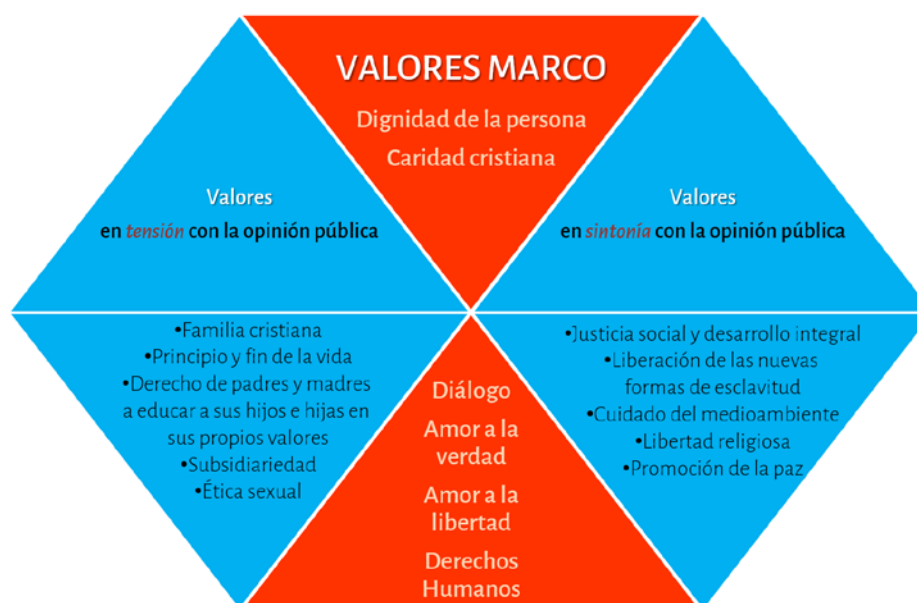 VALORES MARCO
Dignidad de la persona
Caridad cristiana
Valores
en tensión con la opinión pública
Valores
en sintonía con la opinión pública
•Familia cristiana
•Principio y fin de la vida
•Derecho de padres y madres
a educar a sus hijos e hijas en
sus propios valores
•Subsidiariedad
•Ética sexual
Diálogo
Amor a la
verdad
Amor a la
libertad
Derechos
Humanos
•Justicia social y desarrollo integral
•Liberación de las nuevas
formas de esclavitud
•Cuidado del medioambiente
•Libertad religiosa
•Promoción de la paz